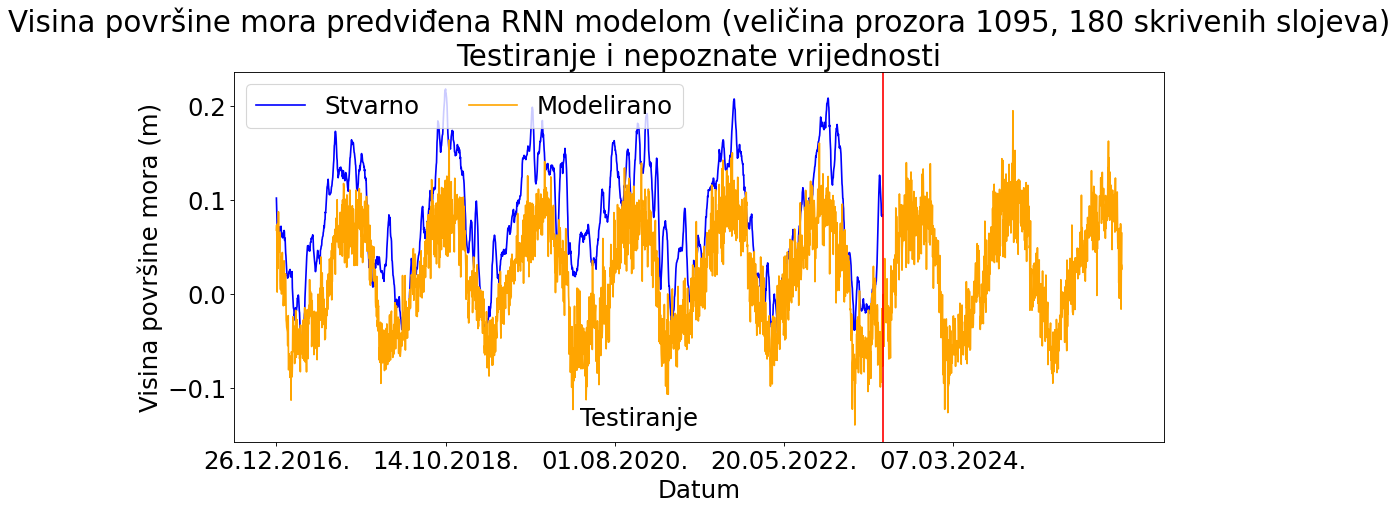 Visina površine mora predviđena RNN modelom (veličina prozora 1095, 180 skrivenih slojeva)
Testiranje i nepoznate vrijednosti
Stvarno
Modelirano
Visina površine mora (m)
0.2
0.1
0.0
−0.1
Testiranje
26.12.2016.
14.10.2018.
01.08.2020.
20.05.2022.
07.03.2024.
Datum